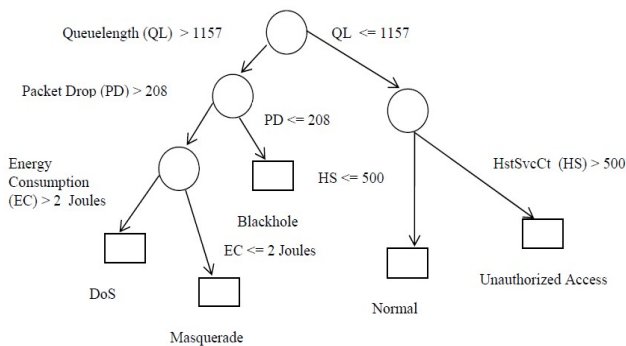 Queuelength (QL) > 1157
QL <= 1157
Packet Drop (PD) > 208
PD <= 208
Energy
Consumption
(EC) > 2 Joules
HS <= 500
HstSvcCt (HS) > 500
Blackhole
EC <= 2 Joules
DoS
Normal
Unauthorized Access
Masquerade